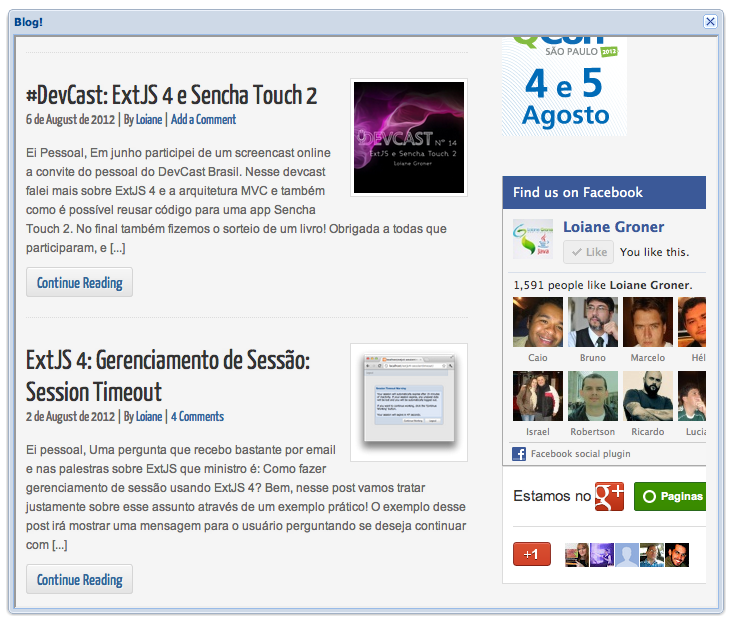 Blog!
#DevCast: ExtJS 4 e Sencha Touch 2
6 de August de 2012 | By Loiane | Add a Comment
Ei Pessoal, Em junho participei de um screencast online
a convite do pessoal do DevCast Brasil. Nesse devcast
falei mais sobre ExtJS 4 e a arquitetura MVC e também
como é possível reusar código para uma app Sencha
Touch 2. No final também fizemos o sorteio de um livro! Obrigada a todas que
participaram, e [...]
Continue Reading
DEVCAST Nº 14
ExtJS e Sencha Touch 2
Loiane Groner
ExtJS 4: Gerenciamento de Sessão:
Session Timeout
2 de August de 2012 | By Loiane | 4 Comments
Ei pessoal, Uma pergunta que recebo bastante por email
e nas palestras sobre ExtJS que ministro é: Como fazer
gerenciamento de sessão usando ExtJS 4? Bem, nesse post vamos tratar
justamente sobre esse assunto através de um exemplo prático! O exemplo desse
post irá mostrar uma mensagem para o usuário perguntando se deseja continuar
com [...]
Continue Reading
QCon
SÃO PAULO 2012
4 e 5
Agosto
Find us on Facebook
Loiane Groner
Like You like this.
1,591 people like Loiane Groner.
Caio Bruno Marcelo Hél
Israel Robertson Ricardo Lucia
Facebook social plugin
Estamos no g+ Paginas
+1